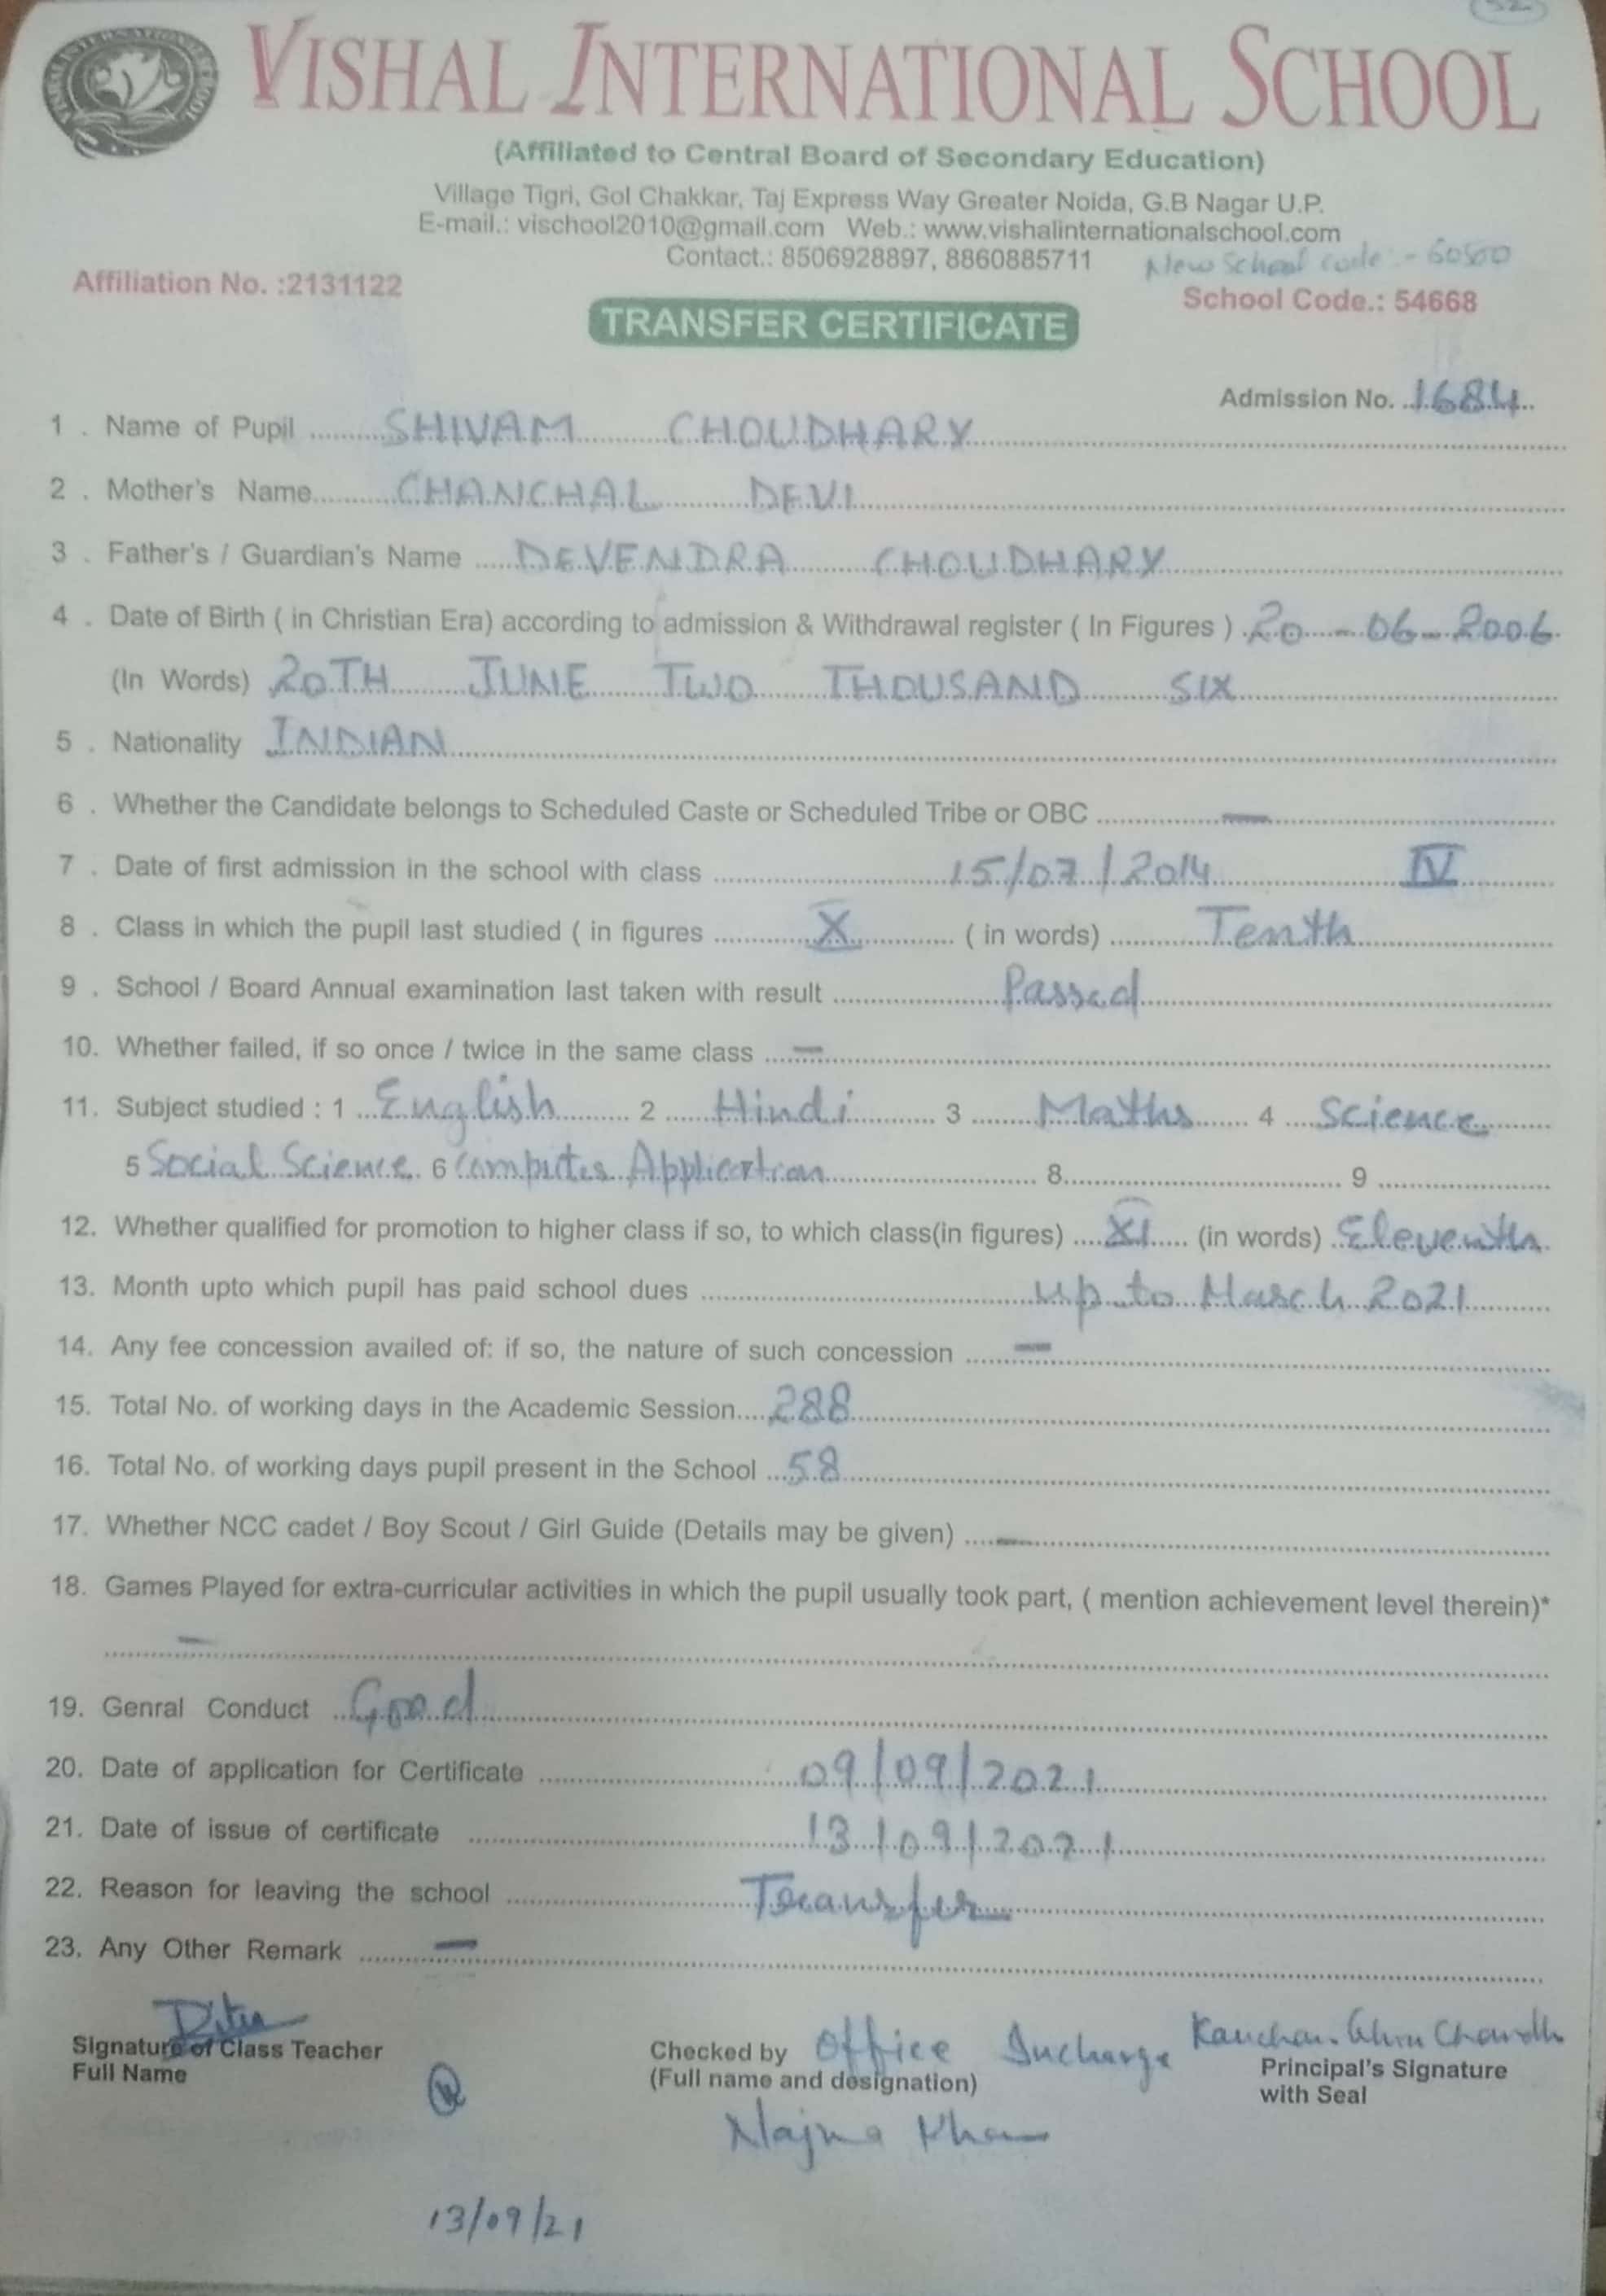 52
VISHAL INTERNATIONAL SCHOOL
(Affiliated to Central Board of Secondary Education)
Village Tigri, Gol Chakkar, Taj Express Way Greater Noida, G.B Nagar U.P.
E-mail.: vischool2010@gmail.com Web.: www.vishalinternationalschool.com
Contact.: 8506928897, 8860885711
New School code :- 60500
Affiliation No. :2131122
School Code.: 54668
TRANSFER CERTIFICATE
Admission No. 1684
1 . Name of Pupil SHIVAM CHOUDHARY
2 . Mother's Name CHANCHAL DEVI
3 . Father's / Guardian's Name DEVENDRA CHOUDHARY
4 . Date of Birth ( in Christian Era) according to admission & Withdrawal register ( In Figures ) 20-06-2006
(In Words) 20TH JUNE TWO THOUSAND SIX
5 . Nationality INDIAN
6 . Whether the Candidate belongs to Scheduled Caste or Scheduled Tribe or OBC —
7 . Date of first admission in the school with class 15/07/2014 IV
8 . Class in which the pupil last studied ( in figures X ( in words) Tenth
9 . School / Board Annual examination last taken with result Passed
10. Whether failed, if so once / twice in the same class —
11. Subject studied : 1 English 2 Hindi 3 Maths 4 Science
5 Social Science 6 Computer Application 8 9
12. Whether qualified for promotion to higher class if so, to which class(in figures) XI (in words) Eleventh
13. Month upto which pupil has paid school dues up to March 2021
14. Any fee concession availed of: if so, the nature of such concession —
15. Total No. of working days in the Academic Session 288
16. Total No. of working days pupil present in the School 58
17. Whether NCC cadet / Boy Scout / Girl Guide (Details may be given) —
18. Games Played for extra-curricular activities in which the pupil usually took part, ( mention achievement level therein)*
—
19. Genral Conduct Good
20. Date of application for Certificate 09/09/2021
21. Date of issue of certificate 13/09/2021
22. Reason for leaving the school Transfer
23. Any Other Remark —
Ritu
Signature of Class Teacher
Full Name
Checked by Office Incharge
(Full name and designation)
Najma Khan
Kanchan
Principal's Signature
with Seal
13/09/21